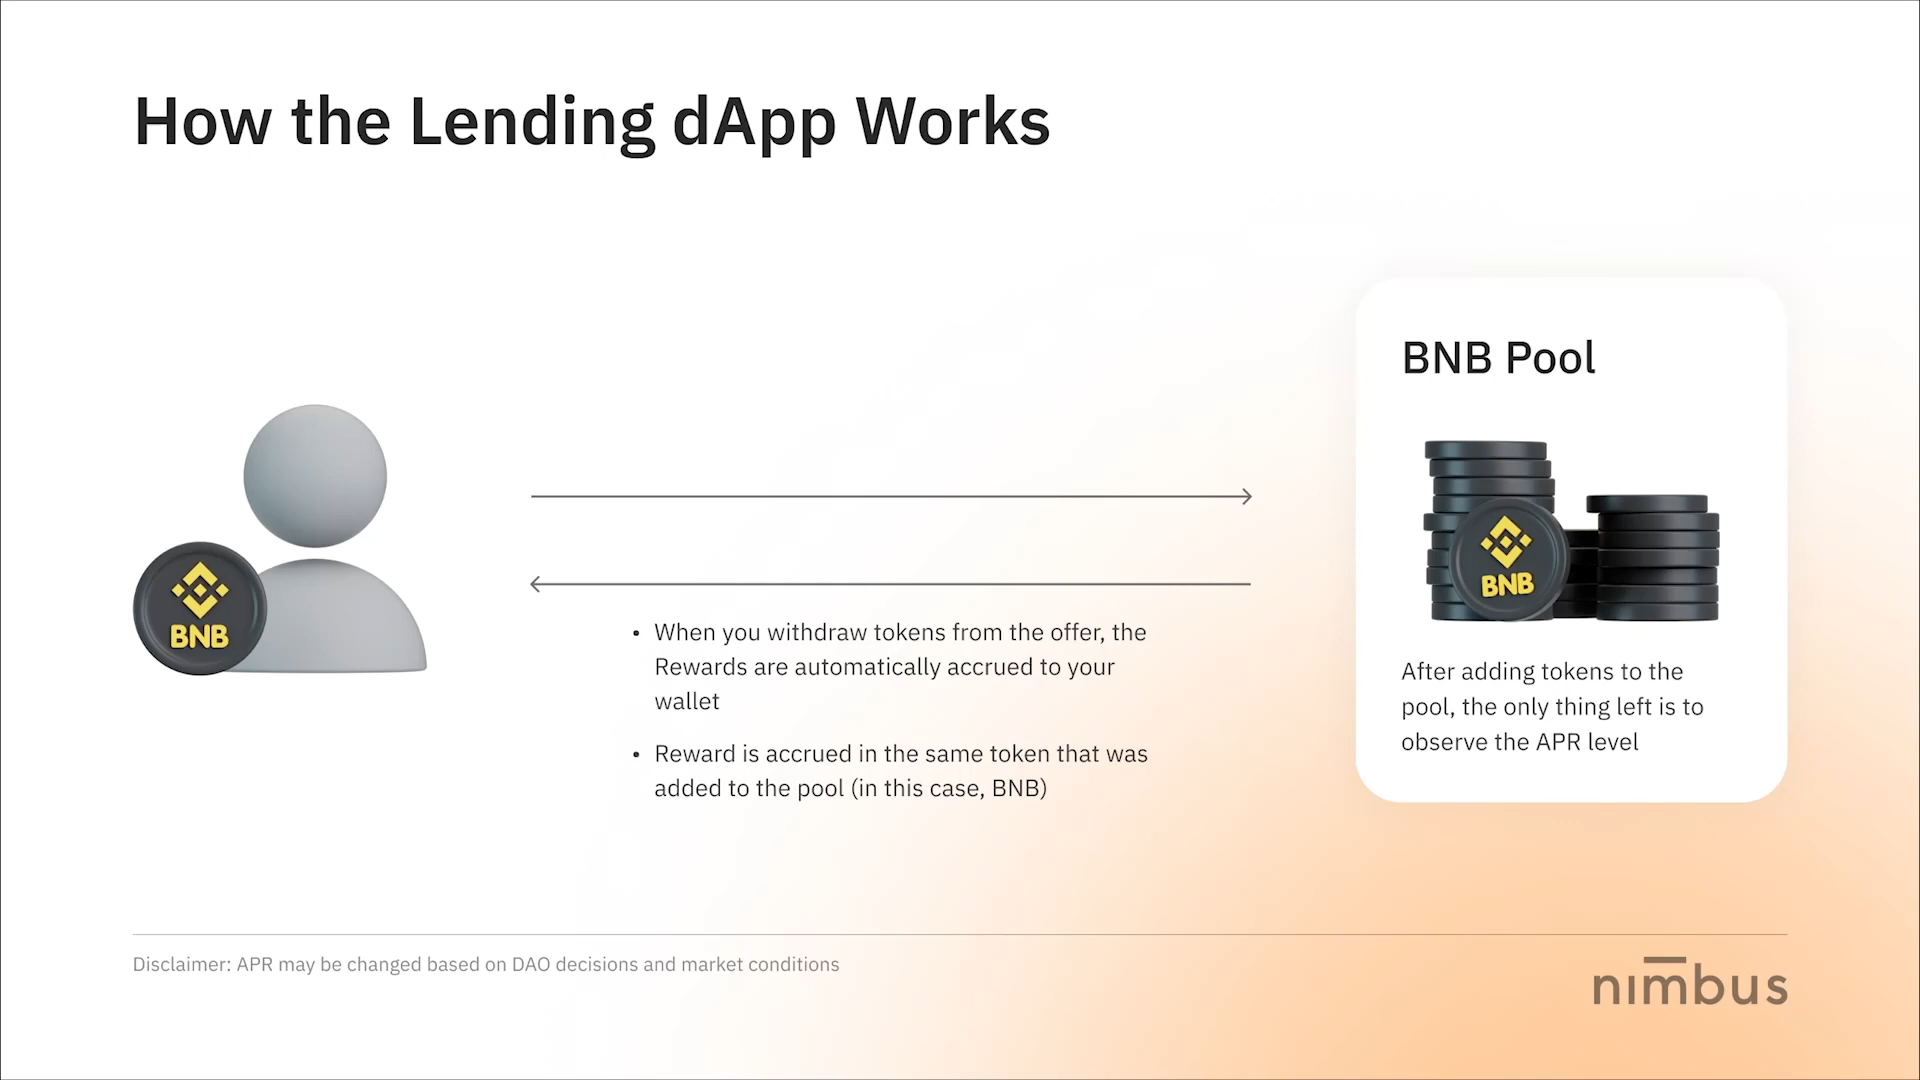 How the Lending dApp Works
BNB Pool
BNB
BNB
• When you withdraw tokens from the offer, the
Rewards are automatically accrued to your
wallet
• Reward is accrued in the same token that was
added to the pool (in this case, BNB)
After adding tokens to the
pool, the only thing left is to
observe the APR level
Disclaimer: APR may be changed based on DAO decisions and market conditions
nimbus